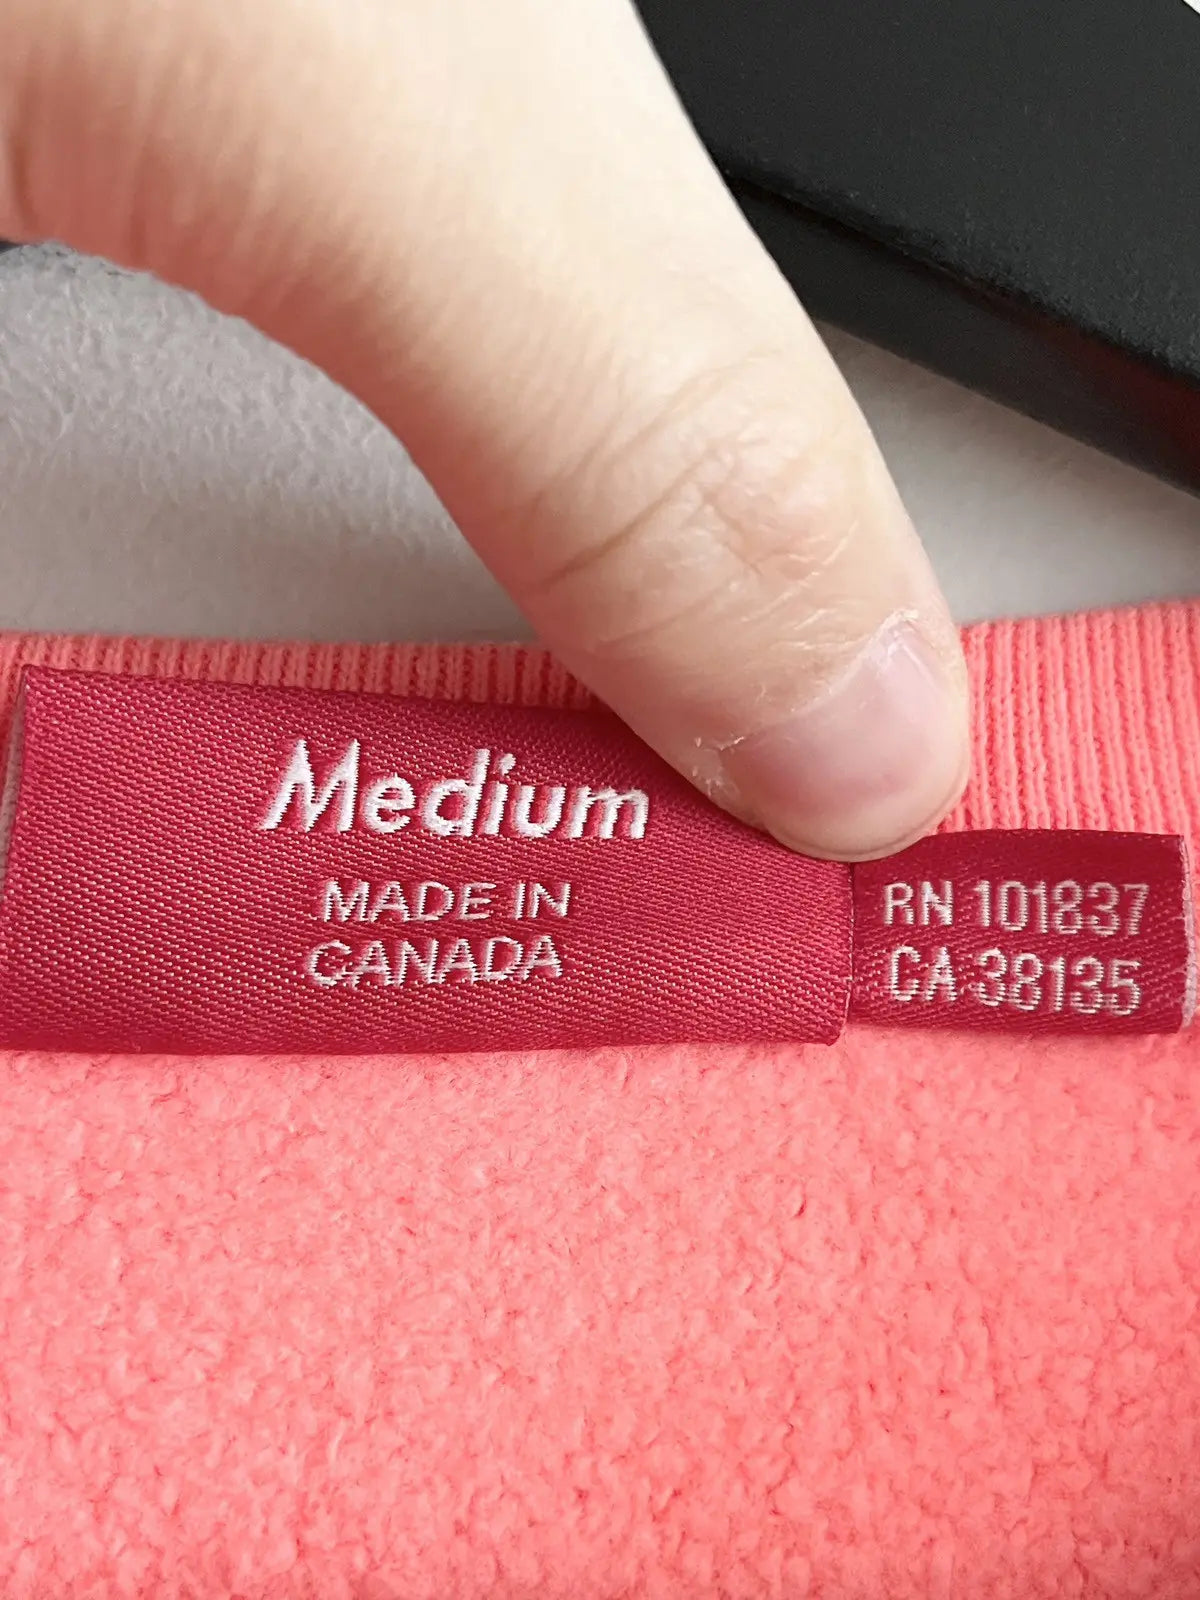 Medium
MADE IN
CANADA
RN 101837
CA 38135